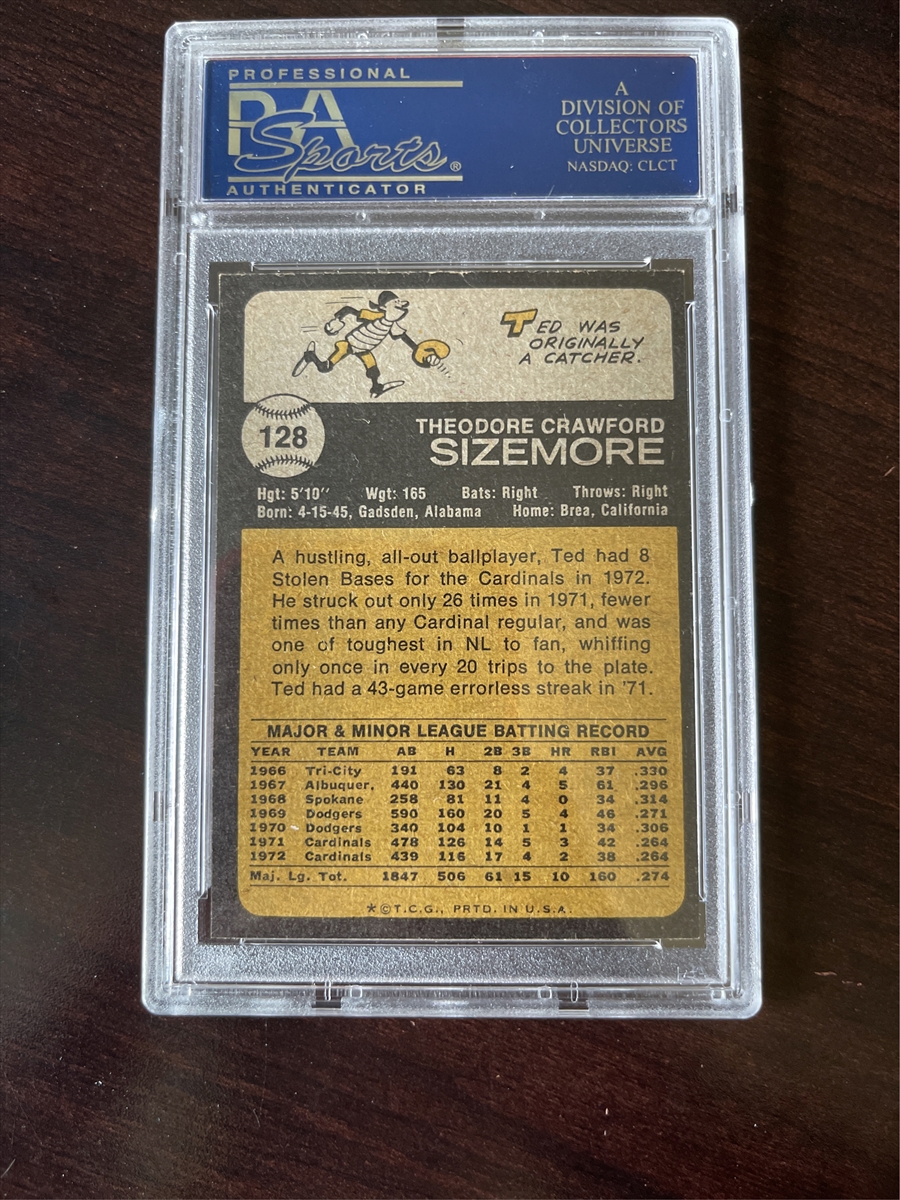 PROFESSIONAL
PSA
Sports®
AUTHENTICATOR
A
DIVISION OF
COLLECTORS
UNIVERSE
NASDAQ: CLCT
TED WAS
ORIGINALLY
A CATCHER.
128
THEODORE CRAWFORD
SIZEMORE
Hgt: 5'10" Wgt: 165 Bats: Right Throws: Right
Born: 4-15-45, Gadsden, Alabama Home: Brea, California
A hustling, all-out ballplayer, Ted had 8
Stolen Bases for the Cardinals in 1972.
He struck out only 26 times in 1971, fewer
times than any Cardinal regular, and was
one of toughest in NL to fan, whiffing
only once in every 20 trips to the plate.
Ted had a 43-game errorless streak in '71.
MAJOR & MINOR LEAGUE BATTING RECORD
YEAR TEAM AB H 2B 3B HR RBI AVG
1966 Tri-City 191 63 8 2 4 37 .330
1967 Albuquer. 440 130 21 4 5 61 .296
1968 Spokane 258 81 11 4 0 34 .314
1969 Dodgers 590 160 20 5 4 46 .271
1970 Dodgers 340 104 10 1 1 34 .306
1971 Cardinals 478 126 14 5 3 42 .264
1972 Cardinals 439 116 17 4 2 38 .264
Maj. Lg. Tot. 1847 506 61 15 10 160 .274
*©T.C.G., PRTD. IN U.S.A.